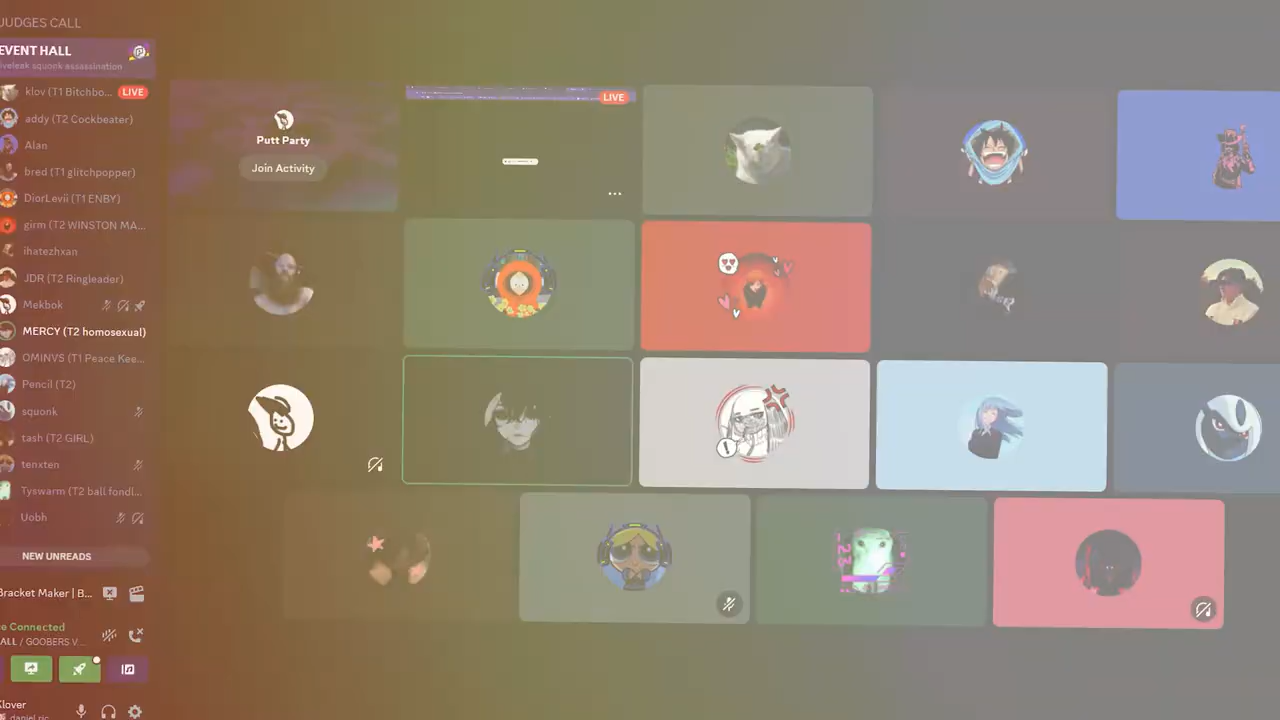 JUDGES CALL
EVENT HALL
liveleak squonk assassination
klov (T1 Bitchbo... LIVE
addy (T2 Cockbeater)
Alan
bred (T1 glitchpopper)
DiorLevii (T1 ENBY)
girm (T2 WINSTON MA...
ihatezhxan
JDR (T2 Ringleader)
Mekbok
MERCY (T2 homosexual)
OMINVS (T1 Peace Kee...
Pencil (T2)
squonk
tash (T2 GIRL)
tenxten
Tyswarm (T2 ball fondl...
Uobh
NEW UNREADS
Bracket Maker | B...
e Connected
ALL / GOOBERS V...
Klover
daniel ric
Putt Party
Join Activity
LIVE